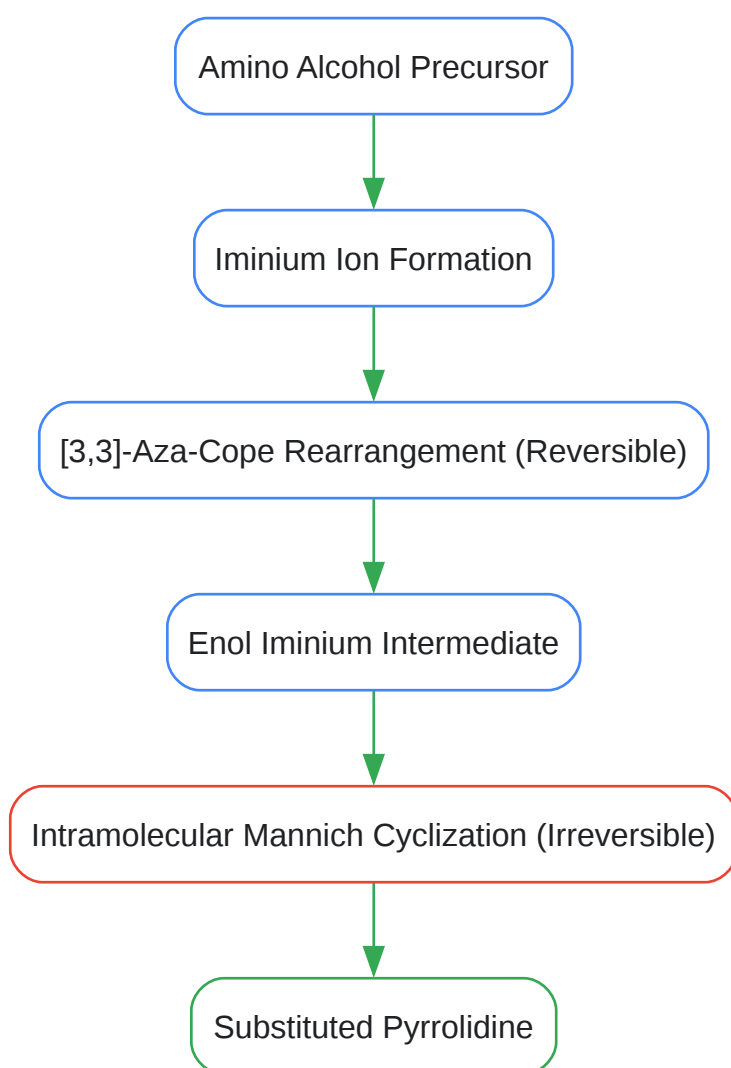 Amino Alcohol Precursor
Iminium Ion Formation
[3,3]-Aza-Cope Rearrangement (Reversible)
Enol Iminium Intermediate
Intramolecular Mannich Cyclization (Irreversible)
Substituted Pyrrolidine